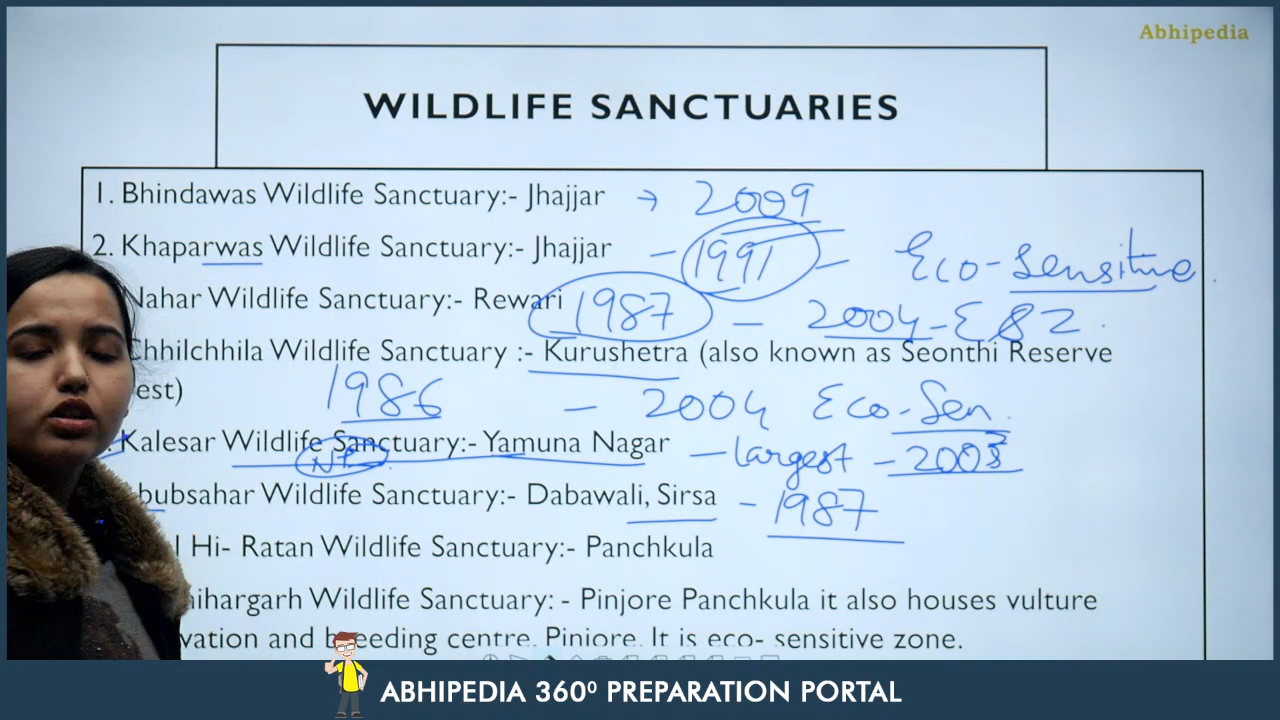 Abhipedia
WILDLIFE SANCTUARIES
1. Bhindawas Wildlife Sanctuary:- Jhajjar → 2009
2. Khaparwas Wildlife Sanctuary:- Jhajjar - 1991 - Eco-Sensitive.
Nahar Wildlife Sanctuary:- Rewari 1987 - 2004-ESZ.
Chhilchhila Wildlife Sanctuary :- Kurushetra (also known as Seonthi Reserve
est)
1986 - 2004 Eco-Sen.
Kalesar Wildlife Sanctuary:- Yamuna Nagar - largest - 2003
NP
bubsahar Wildlife Sanctuary:- Dabawali, Sirsa - 1987
l Hi- Ratan Wildlife Sanctuary:- Panchkula
hihargarh Wildlife Sanctuary: - Pinjore Panchkula it also houses vulture
vation and breeding centre, Pinjore. It is eco- sensitive zone.
ABHIPEDIA 360⁰ PREPARATION PORTAL